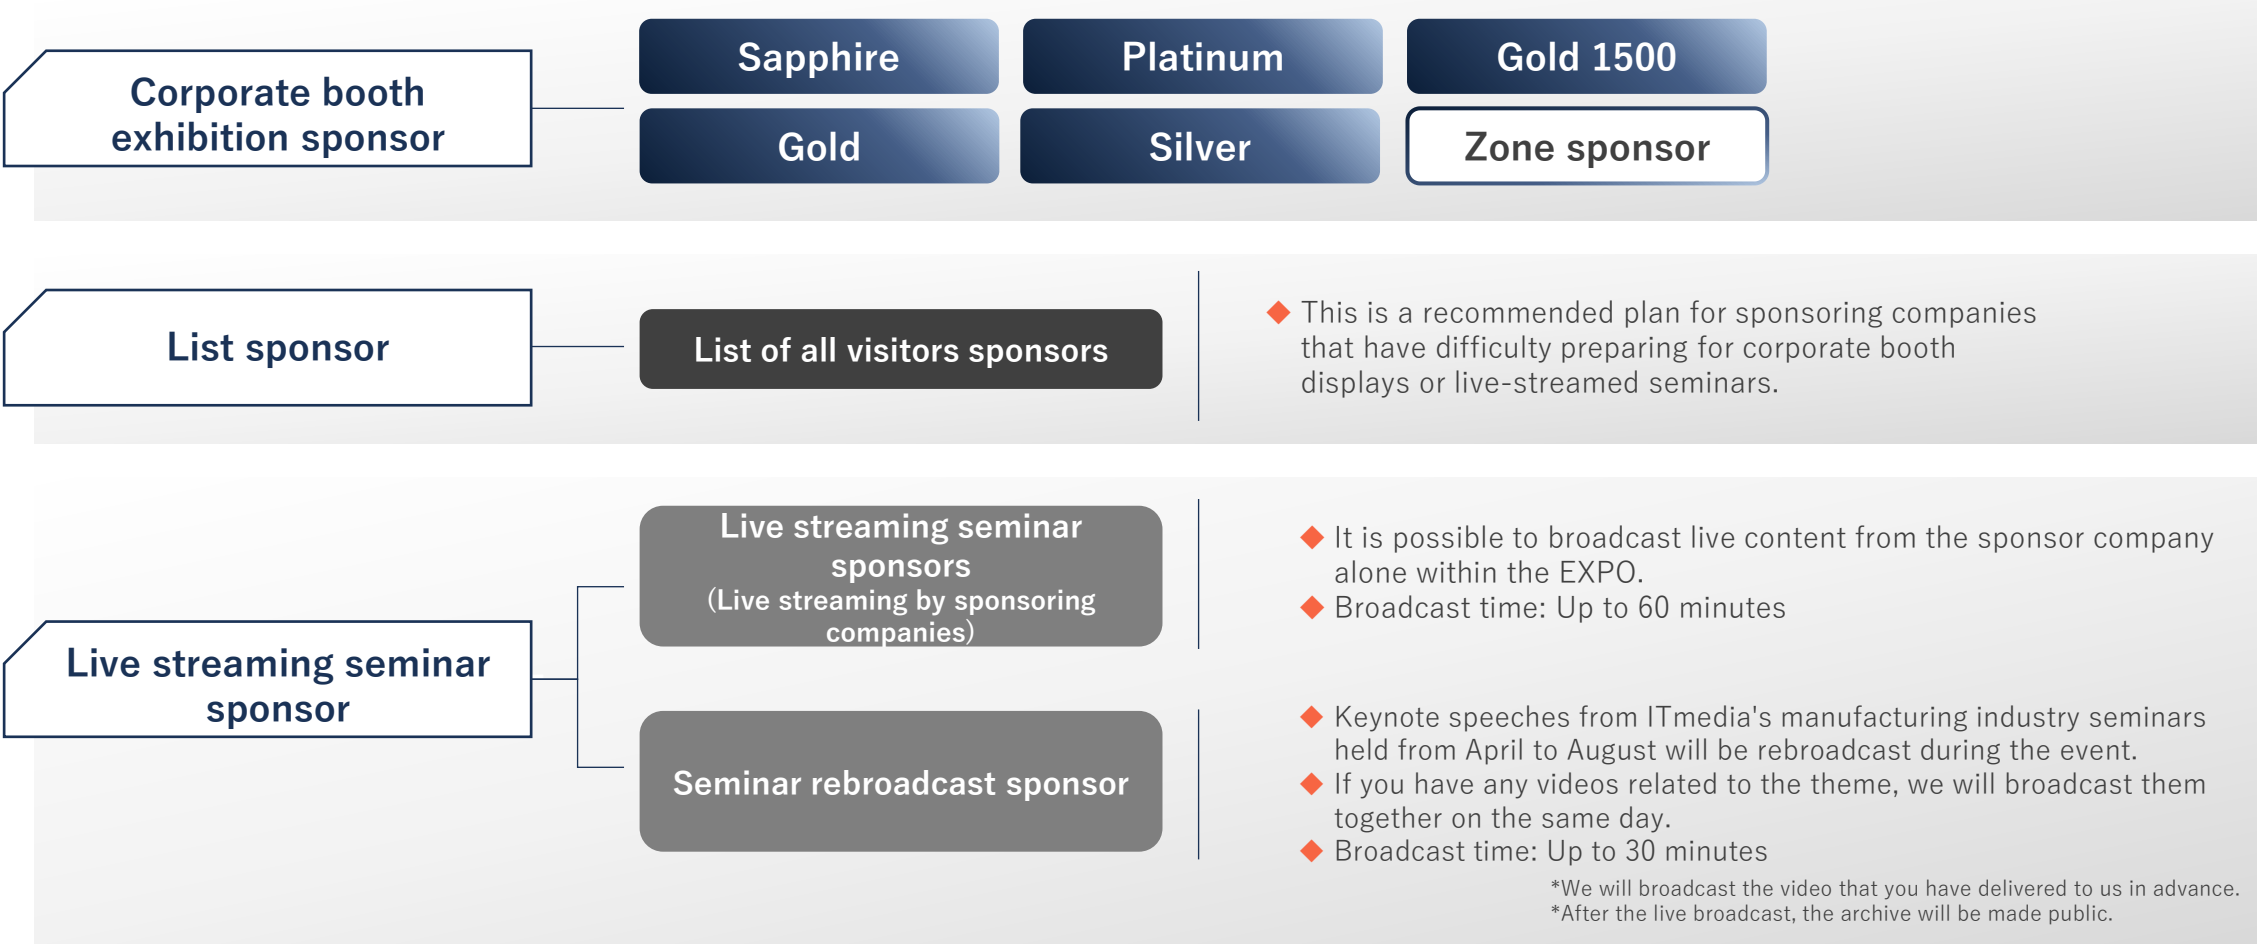 Corporate booth
exhibition sponsor
Sapphire
Platinum
Gold 1500
Gold
Silver
Zone sponsor
List sponsor
List of all visitors sponsors
◆ This is a recommended plan for sponsoring companies
that have difficulty preparing for corporate booth
displays or live-streamed seminars.
Live streaming seminar
sponsor
Live streaming seminar
sponsors
(Live streaming by sponsoring
companies)
◆ It is possible to broadcast live content from the sponsor company
alone within the EXPO.
◆ Broadcast time: Up to 60 minutes
Seminar rebroadcast sponsor
◆ Keynote speeches from ITmedia's manufacturing industry seminars
held from April to August will be rebroadcast during the event.
◆ If you have any videos related to the theme, we will broadcast them
together on the same day.
◆ Broadcast time: Up to 30 minutes
*We will broadcast the video that you have delivered to us in advance.
*After the live broadcast, the archive will be made public.